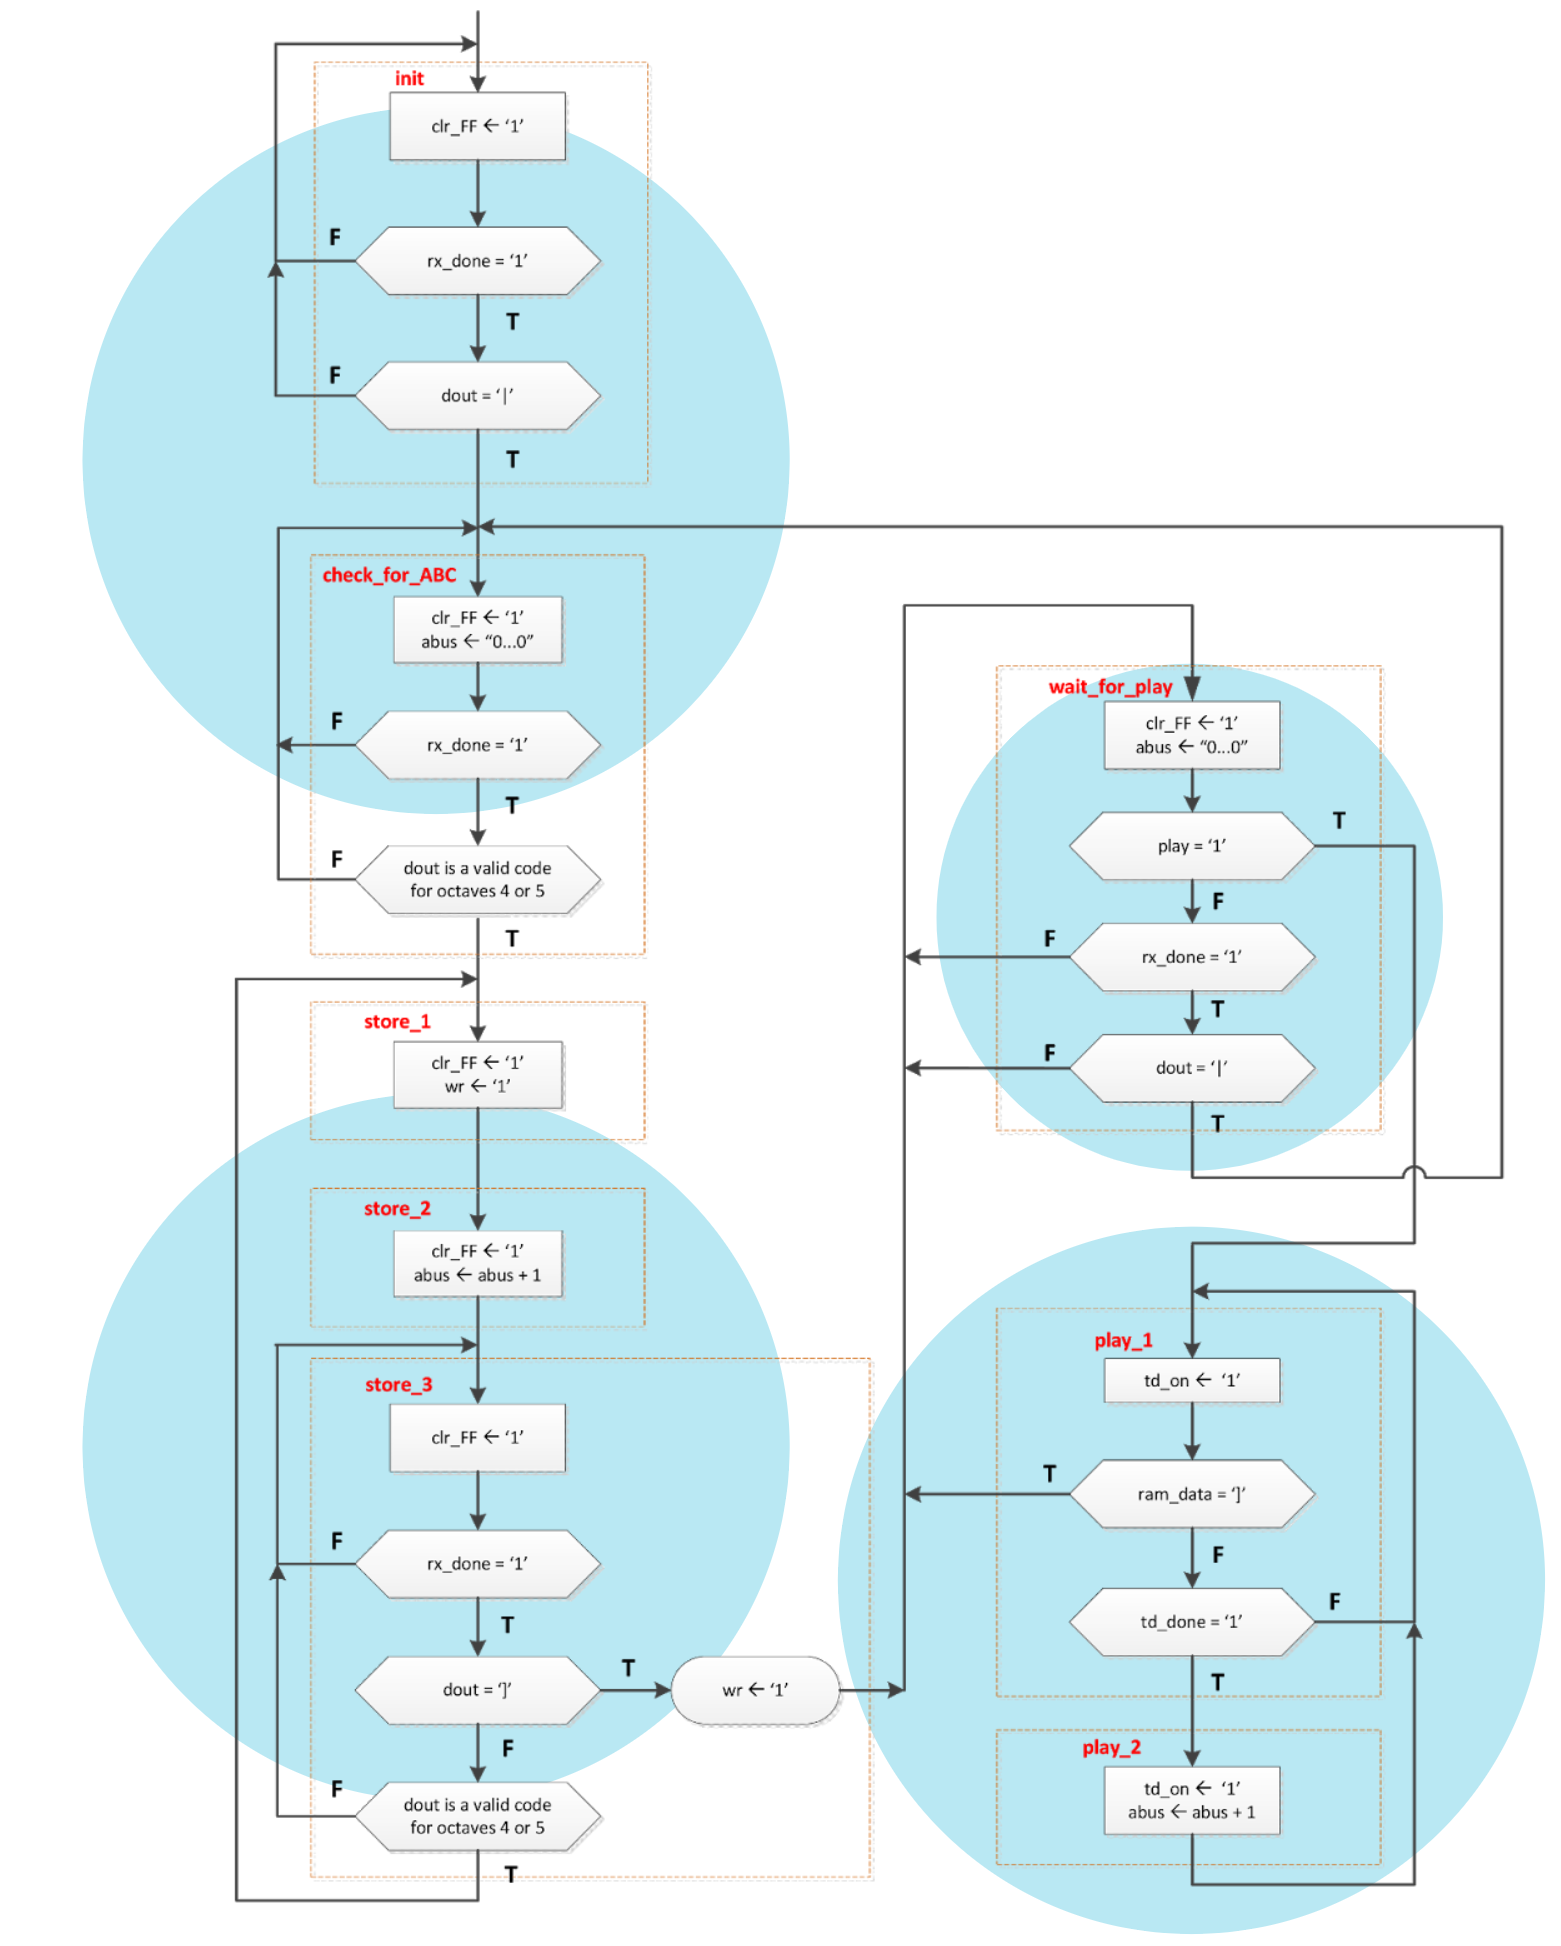 init
clr_FF ← ‘1’
F
rx_done = ‘1’
T
F
dout = ‘|’
T
check_for_ABC
clr_FF ← ‘1’
abus ← “0...0”
F
rx_done = ‘1’
T
F
dout is a valid code
for octaves 4 or 5
T
store_1
clr_FF ← ‘1’
wr ← ‘1’
store_2
clr_FF ← ‘1’
abus ← abus + 1
store_3
clr_FF ← ‘1’
F
rx_done = ‘1’
T
dout = ‘]’
T
wr ← ‘1’
F
F
dout is a valid code
for octaves 4 or 5
T
wait_for_play
clr_FF ← ‘1’
abus ← “0...0”
play = ‘1’
T
F
F
rx_done = ‘1’
T
F
dout = ‘|‘
T
play_1
td_on ← ‘1’
T
ram_data = ‘]’
F
td_done = ‘1’
F
T
play_2
td_on ← ‘1’
abus ← abus + 1